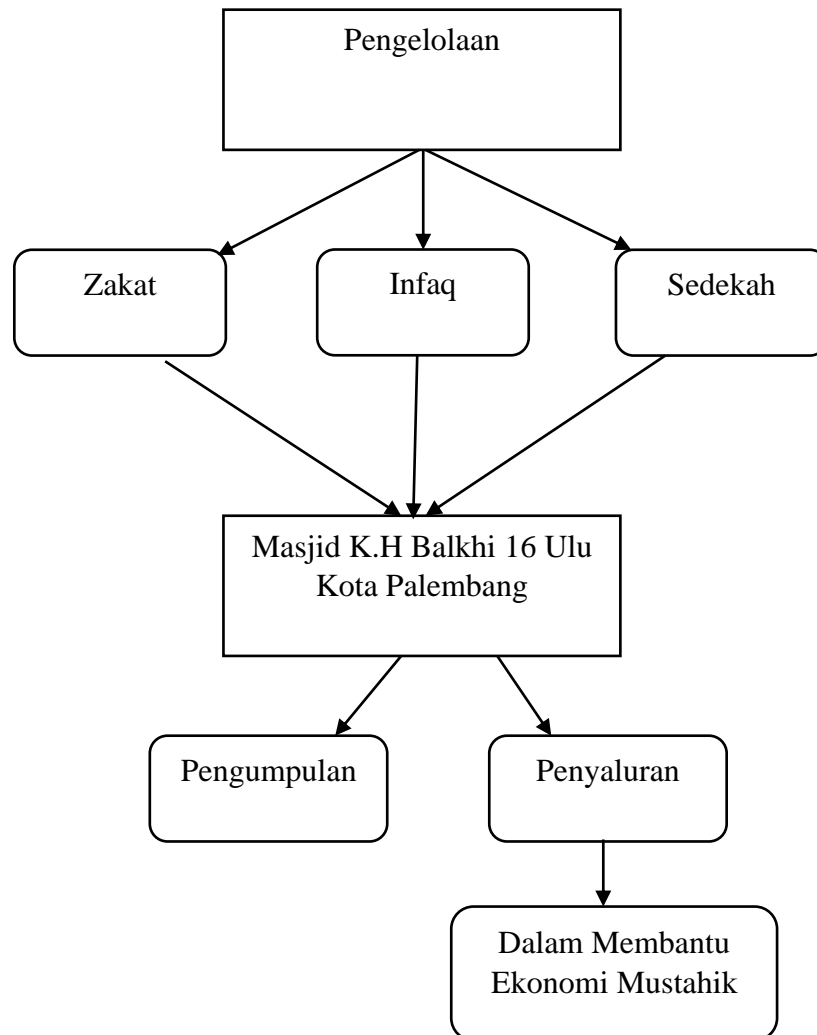 Pengelolaan
Zakat
Infaq
Sedekah
Masjid K.H Balkhi 16 Ulu
Kota Palembang
Pengumpulan
Penyaluran
Dalam Membantu
Ekonomi Mustahik